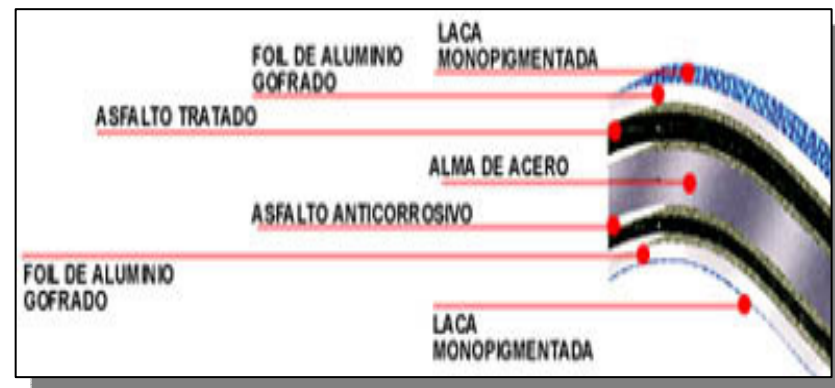 LACA
MONOPIGMENTADA
FOIL DE ALUMINIO
GOFRADO
ASFALTO TRATADO
ALMA DE ACERO
ASFALTO ANTICORROSIVO
FOIL DE ALUMINIO
GOFRADO
LACA
MONOPIGMENTADA